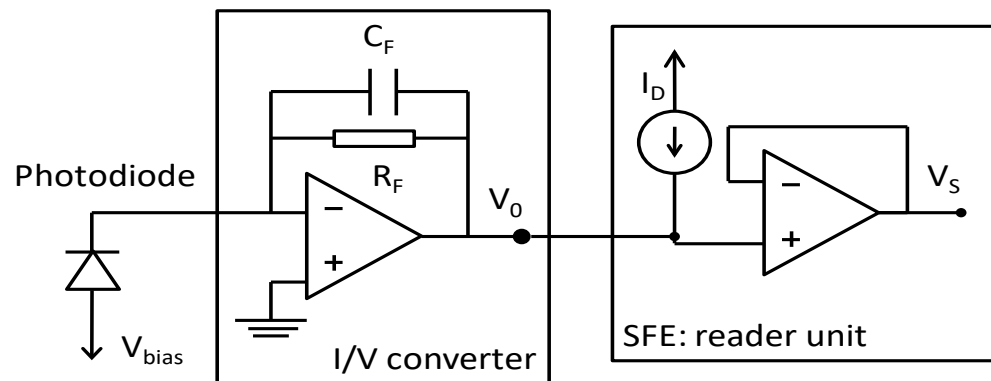 C_F
I_D
R_F
Photodiode
V_0
V_S
−
+
−
+
V_bias
I/V converter
SFE: reader unit